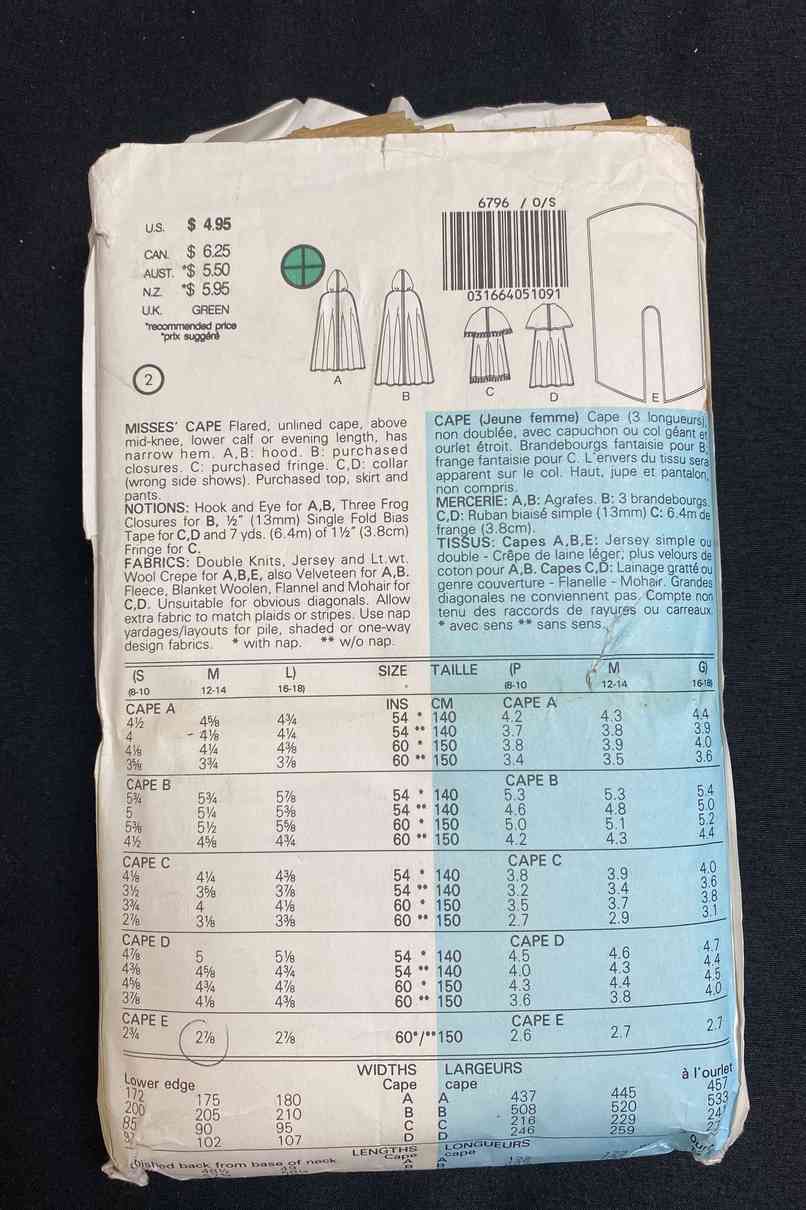 U.S. $ 4.95
CAN. $ 6.25
AUST. *$ 5.50
N.Z. *$ 5.95
U.K. GREEN
*recommended price
*prix suggéré
2
6796 / O/S
031664051091
A
B
C
D
E
MISSES' CAPE Flared, unlined cape, above
mid-knee, lower calf or evening length, has
narrow hem. A,B: hood. B: purchased
closures. C: purchased fringe. C,D: collar
(wrong side shows). Purchased top, skirt and
pants.
NOTIONS: Hook and Eye for A,B, Three Frog
Closures for B, ½" (13mm) Single Fold Bias
Tape for C,D and 7 yds. (6.4m) of 1½" (3.8cm)
Fringe for C.
FABRICS: Double Knits, Jersey and Lt.wt.
Wool Crepe for A,B,E, also Velveteen for A,B.
Fleece, Blanket Woolen, Flannel and Mohair for
C,D. Unsuitable for obvious diagonals. Allow
extra fabric to match plaids or stripes. Use nap
yardages/layouts for pile, shaded or one-way
design fabrics. * with nap. ** w/o nap.
CAPE (Jeune femme) Cape (3 longueurs),
non doublée, avec capuchon ou col géant et
ourlet étroit. Brandebourgs fantaisie pour B,
frange fantaisie pour C. L'envers du tissu sera
apparent sur le col. Haut, jupe et pantalon,
non compris.
MERCERIE: A,B: Agrafes. B: 3 brandebourgs.
C,D: Ruban biaisé simple (13mm) C: 6.4m de
frange (3.8cm).
TISSUS: Capes A,B,E: Jersey simple ou
double - Crêpe de laine léger; plus velours de
coton pour A,B. Capes C,D: Lainage gratté ou
genre couverture - Flanelle - Mohair. Grandes
diagonales ne conviennent pas. Compte non
tenu des raccords de rayures ou carreaux.
* avec sens ** sans sens.
(S M L) SIZE TAILLE (P M G)
(8-10 12-14 16-18) (8-10 12-14 16-18)
CAPE A INS CM CAPE A
4½ 4⅝ 4¾ 54 * 140 4.2 4.3 4.4
4 4⅛ 4¼ 54 ** 140 3.7 3.8 3.9
4⅛ 4¼ 4⅜ 60 * 150 3.8 3.9 4.0
3⅝ 3¾ 3⅞ 60 ** 150 3.4 3.5 3.6
CAPE B CAPE B
5¾ 5¾ 5⅞ 54 * 140 5.3 5.3 5.4
5 5¼ 5⅜ 54 ** 140 4.6 4.8 5.0
5⅜ 5½ 5⅝ 60 * 150 5.0 5.1 5.2
4½ 4⅝ 4¾ 60 ** 150 4.2 4.3 4.4
CAPE C CAPE C
4⅛ 4¼ 4⅜ 54 * 140 3.8 3.9 4.0
3½ 3⅝ 3⅞ 54 ** 140 3.2 3.4 3.6
3¾ 4 4⅛ 60 * 150 3.5 3.7 3.8
2⅞ 3⅛ 3⅜ 60 ** 150 2.7 2.9 3.1
CAPE D CAPE D
4⅞ 5 5⅛ 54 * 140 4.5 4.6 4.7
4⅜ 4⅝ 4¾ 54 ** 140 4.0 4.3 4.4
4⅝ 4¾ 4⅞ 60 * 150 4.3 4.4 4.5
3⅞ 4⅛ 4⅜ 60 ** 150 3.6 3.8 4.0
CAPE E CAPE E
2¾ 2⅞ 2⅞ 60*/**150 2.6 2.7 2.7
WIDTHS LARGEURS
Lower edge Cape cape à l'ourlet
172 175 180 A A 437 445 457
200 205 210 B B 508 520 533
85 90 95 C C 216 229
102 107 D D 246 259
LENGTHS LONGUEURS
back from base of neck Cape cape
A
B B